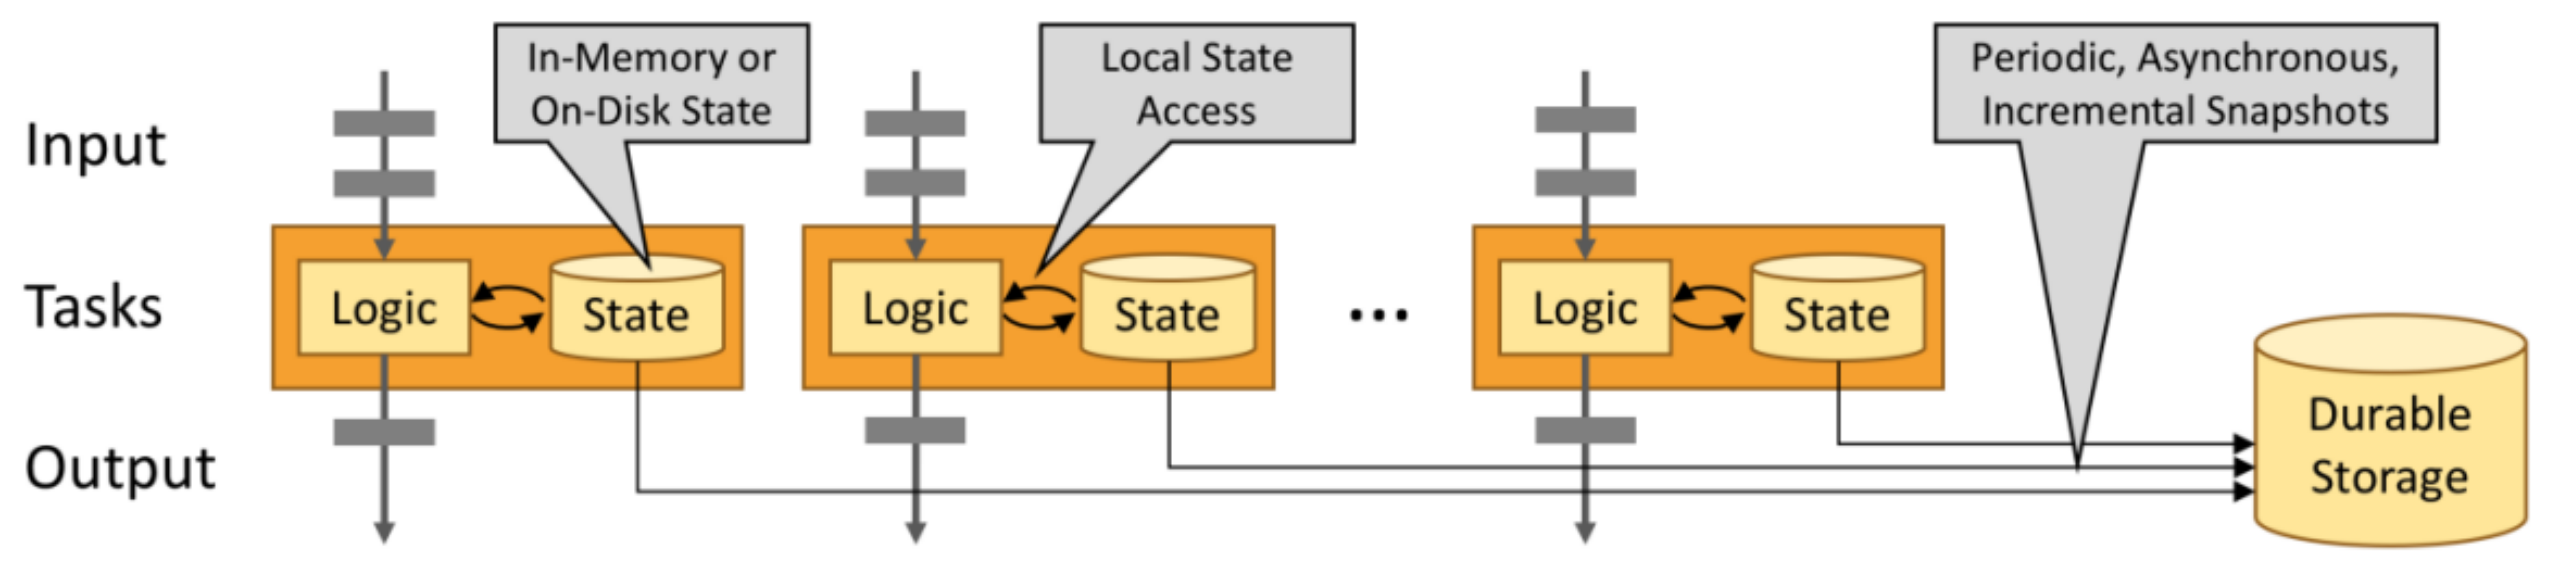 In-Memory or
On-Disk State
Local State
Access
Periodic, Asynchronous,
Incremental Snapshots
Input
Tasks
Logic
State
Logic
State
...
Logic
State
Output
Durable
Storage